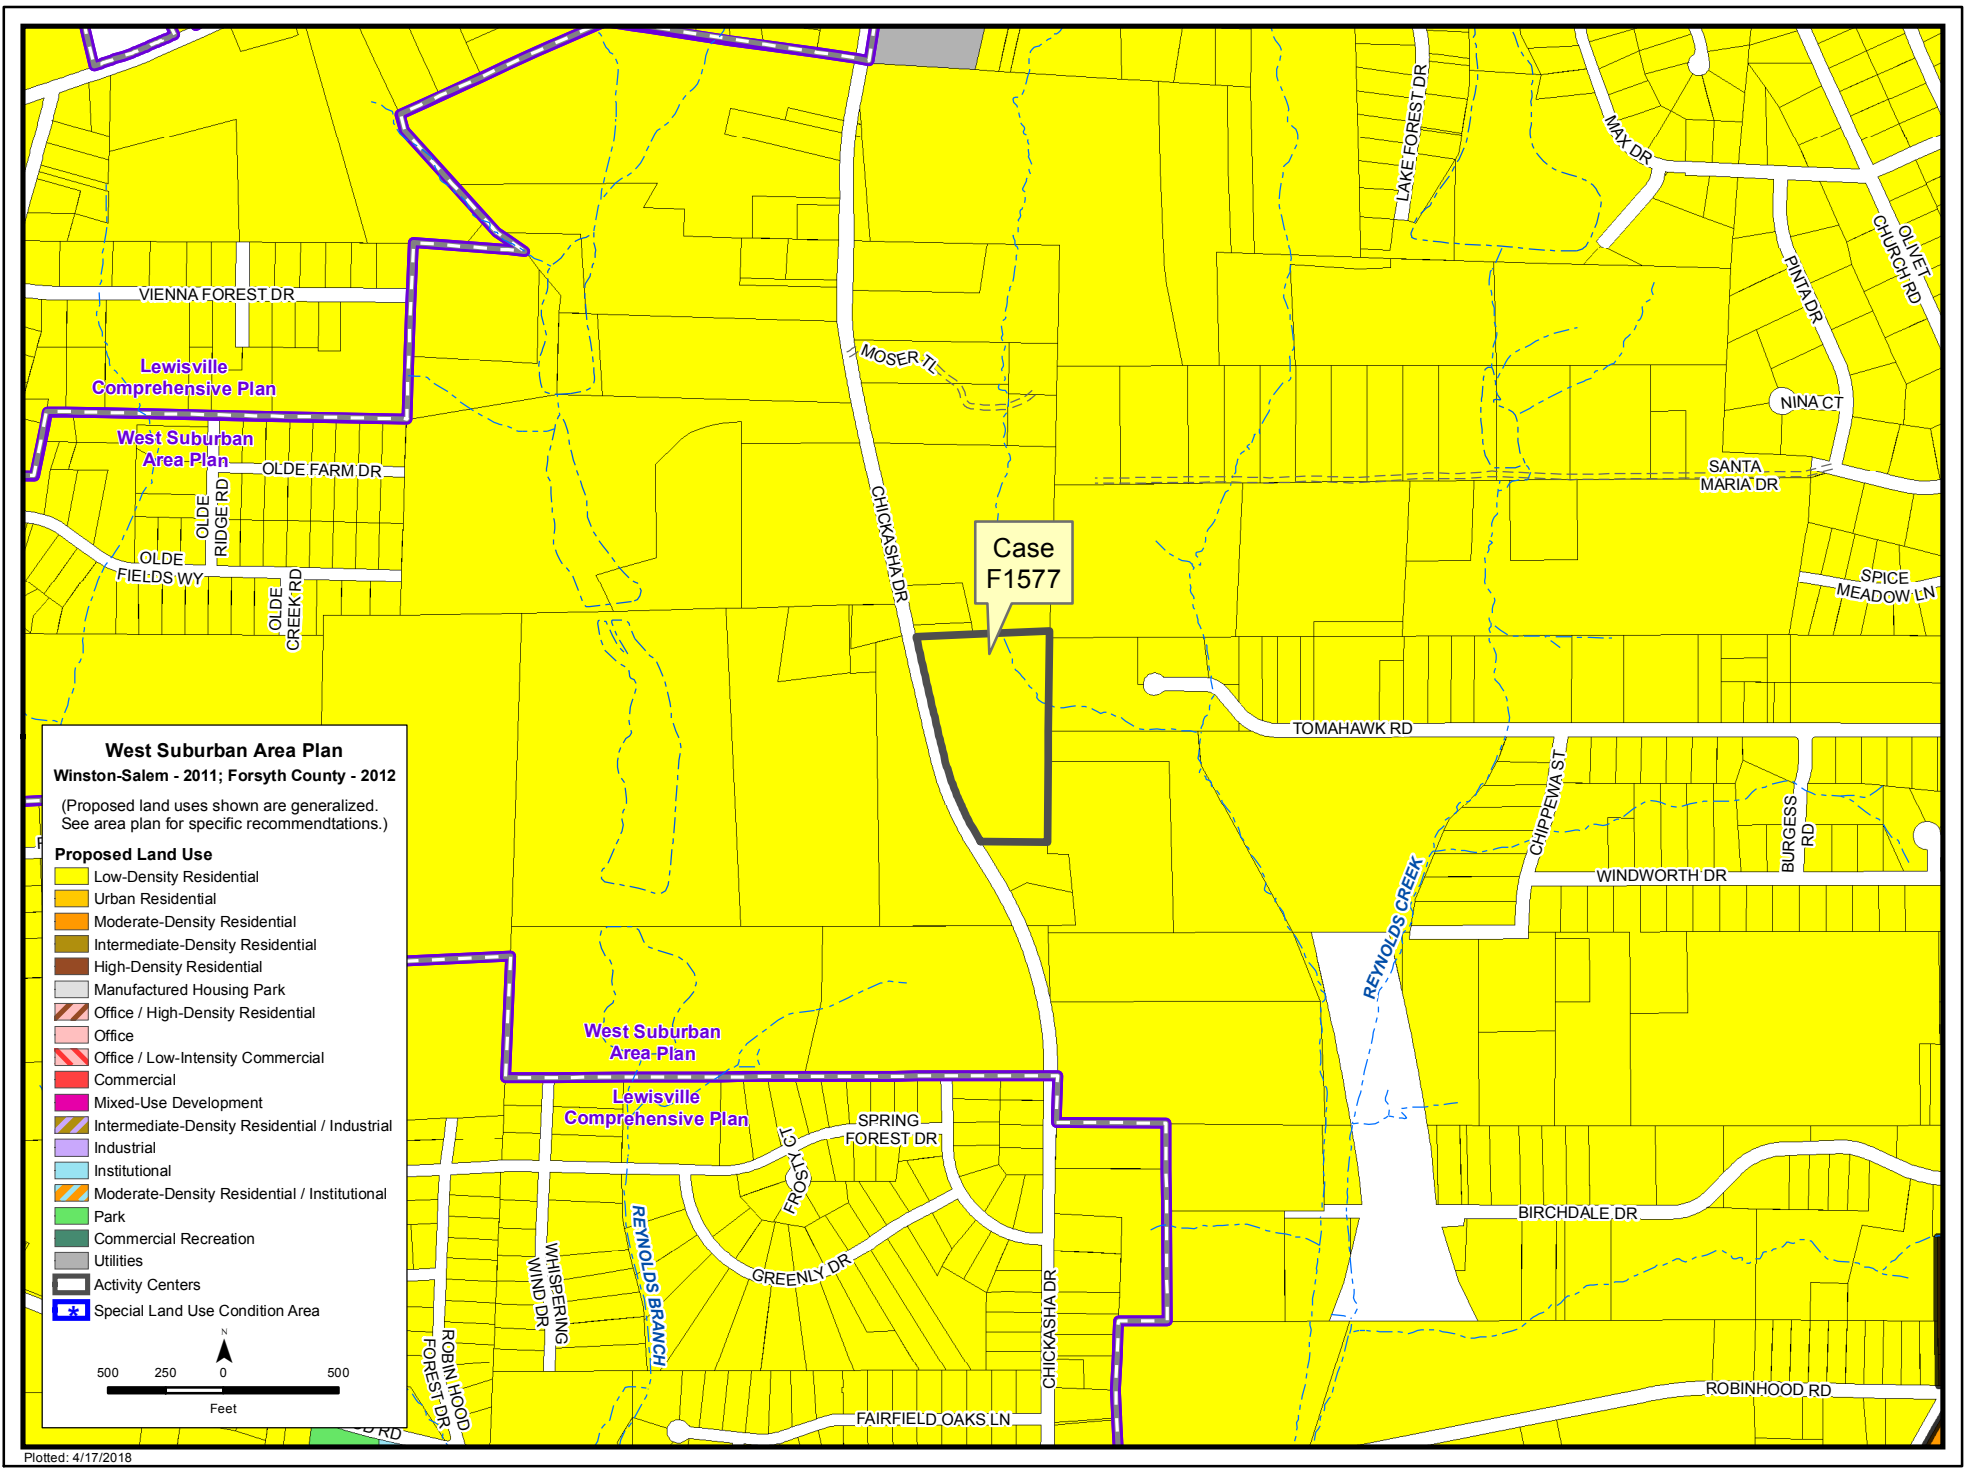 LAKE FOREST DR
MAX DR
OLIVET
CHURCH RD
PINTA DR
VIENNA FOREST DR
MOSER TL
Lewisville
Comprehensive Plan
NINA CT
West Suburban
Area Plan
OLDE FARM DR
SANTA
MARIA DR
OLDE
RIDGE RD
CHICKASHA DR
Case
F1577
OLDE
FIELDS WY
SPICE
MEADOW LN
OLDE
CREEK RD
TOMAHAWK RD
CHIPPEWA ST
BURGESS
RD
WINDWORTH DR
REYNOLDS CREEK
West Suburban
Area Plan
Lewisville
Comprehensive Plan
SPRING
FOREST DR
FROSTY CT
BIRCHDALE DR
GREENLY DR
WHISPERING
WIND DR
REYNOLDS BRANCH
CHICKASHA DR
ROBIN HOOD
FOREST DR
ROBINHOOD RD
FAIRFIELD OAKS LN
D RD
West Suburban Area Plan
Winston-Salem - 2011; Forsyth County - 2012
(Proposed land uses shown are generalized.
See area plan for specific recommendtations.)
Proposed Land Use
Low-Density Residential
Urban Residential
Moderate-Density Residential
Intermediate-Density Residential
High-Density Residential
Manufactured Housing Park
Office / High-Density Residential
Office
Office / Low-Intensity Commercial
Commercial
Mixed-Use Development
Intermediate-Density Residential / Industrial
Industrial
Institutional
Moderate-Density Residential / Institutional
Park
Commercial Recreation
Utilities
Activity Centers
* Special Land Use Condition Area
N
500 250 0 500
Feet
Plotted: 4/17/2018